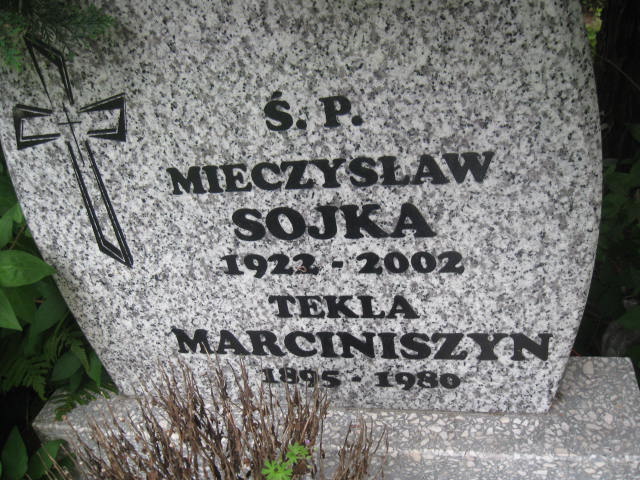 Ś. P.
MIECZYSŁAW
SOJKA
1922 - 2002
TEKLA
MARCINISZYN
1895 - 1980